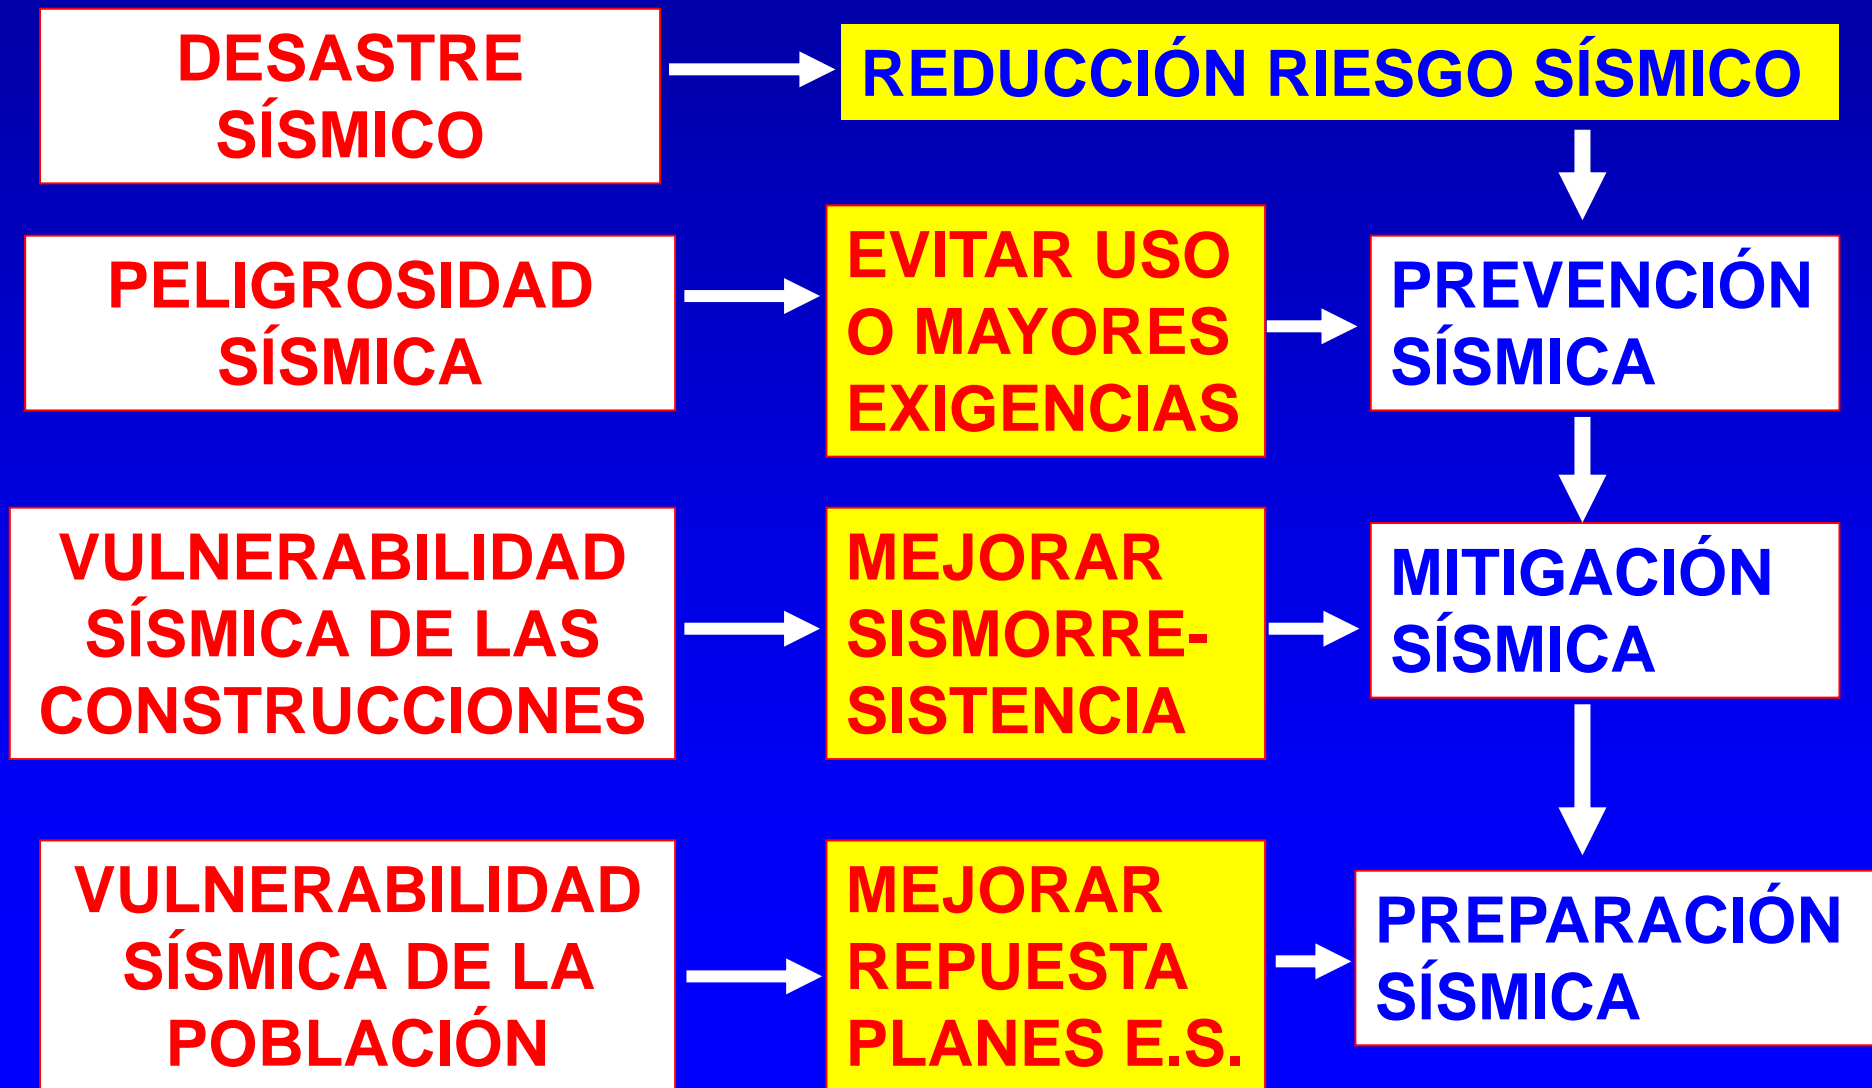 DESASTRE
SÍSMICO
REDUCCIÓN RIESGO SÍSMICO
PELIGROSIDAD
SÍSMICA
EVITAR USO
O MAYORES
EXIGENCIAS
PREVENCIÓN
SÍSMICA
VULNERABILIDAD
SÍSMICA DE LAS
CONSTRUCCIONES
MEJORAR
SISMORRE-
SISTENCIA
MITIGACIÓN
SÍSMICA
VULNERABILIDAD
SÍSMICA DE LA
POBLACIÓN
MEJORAR
REPUESTA
PLANES E.S.
PREPARACIÓN
SÍSMICA